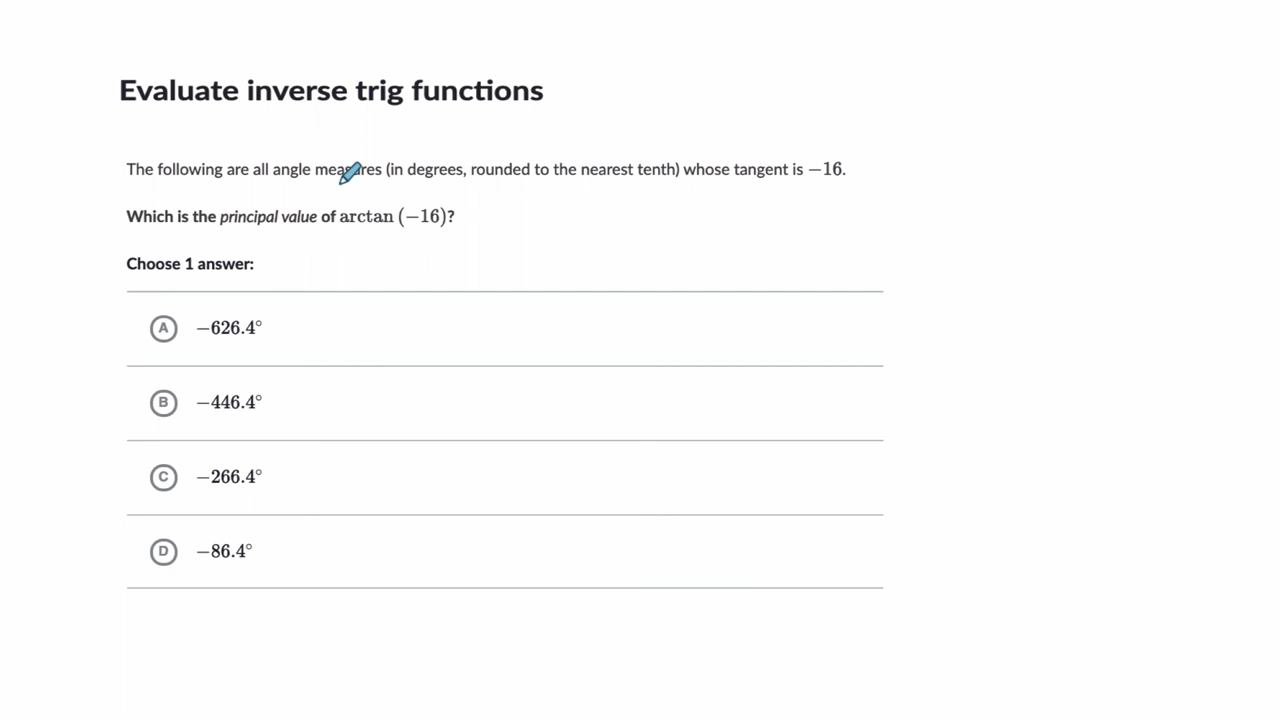 Evaluate inverse trig functions
The following are all angle measures (in degrees, rounded to the nearest tenth) whose tangent is −16.
Which is the principal value of arctan (−16)?
Choose 1 answer:
A −626.4°
B −446.4°
C −266.4°
D −86.4°